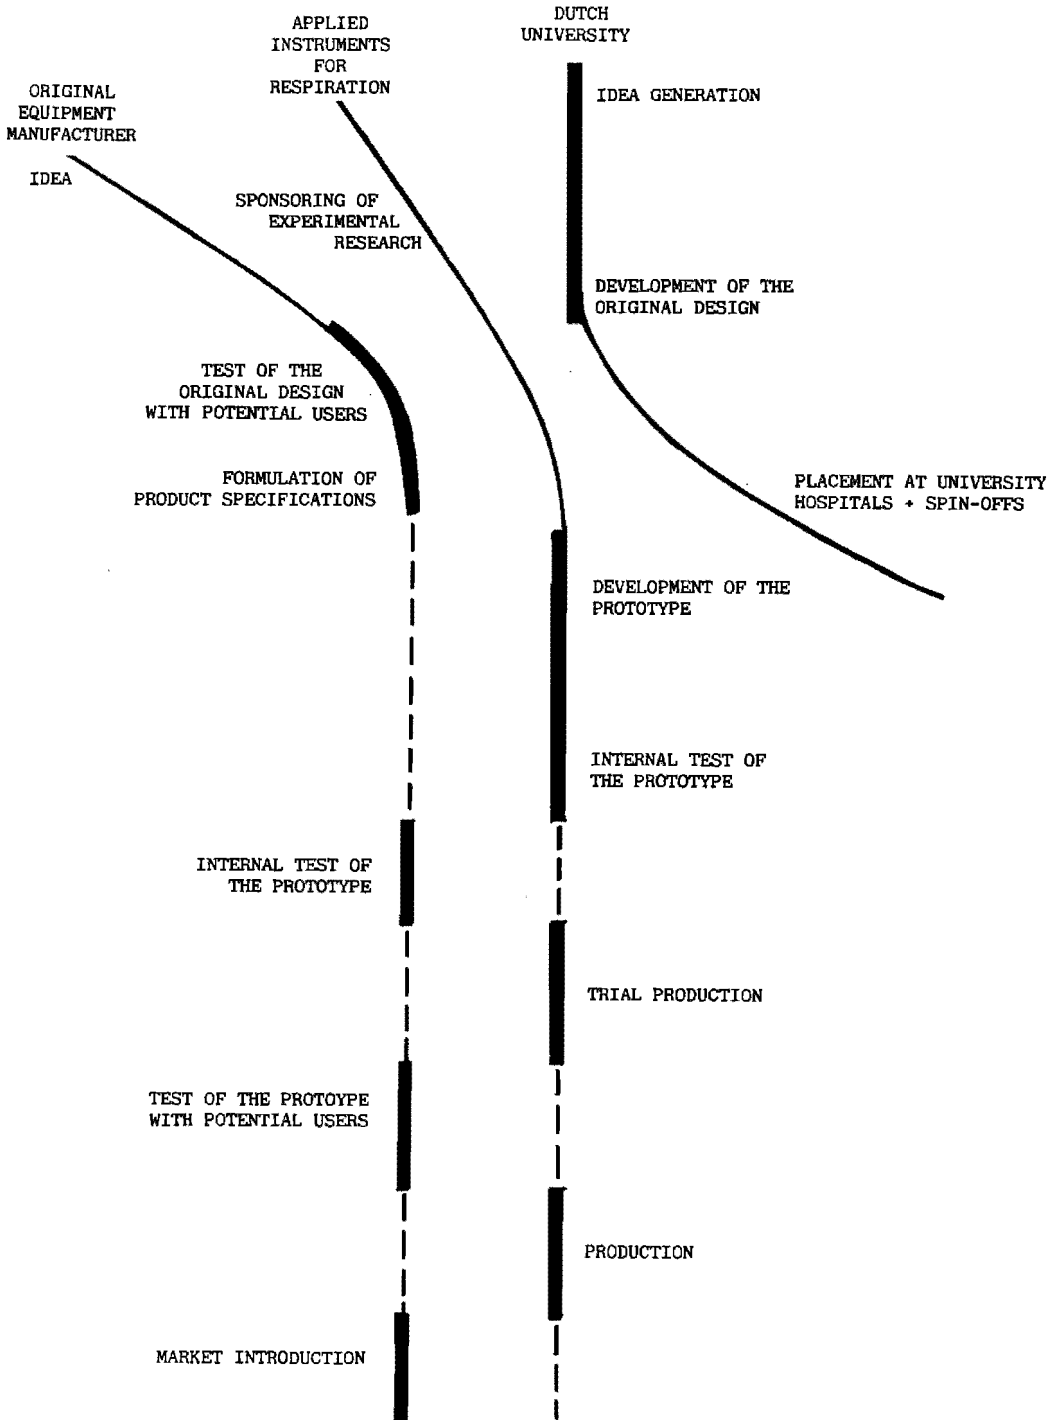 DUTCH
UNIVERSITY
APPLIED
INSTRUMENTS
FOR
RESPIRATION
ORIGINAL
EQUIPMENT
MANUFACTURER
IDEA
IDEA GENERATION
SPONSORING OF
EXPERIMENTAL
RESEARCH
DEVELOPMENT OF THE
ORIGINAL DESIGN
TEST OF THE
ORIGINAL DESIGN
WITH POTENTIAL USERS
FORMULATION OF
PRODUCT SPECIFICATIONS
PLACEMENT AT UNIVERSITY
HOSPITALS + SPIN-OFFS
DEVELOPMENT OF THE
PROTOTYPE
INTERNAL TEST OF
THE PROTOTYPE
INTERNAL TEST OF
THE PROTOTYPE
TRIAL PRODUCTION
TEST OF THE PROTOYPE
WITH POTENTIAL USERS
PRODUCTION
MARKET INTRODUCTION